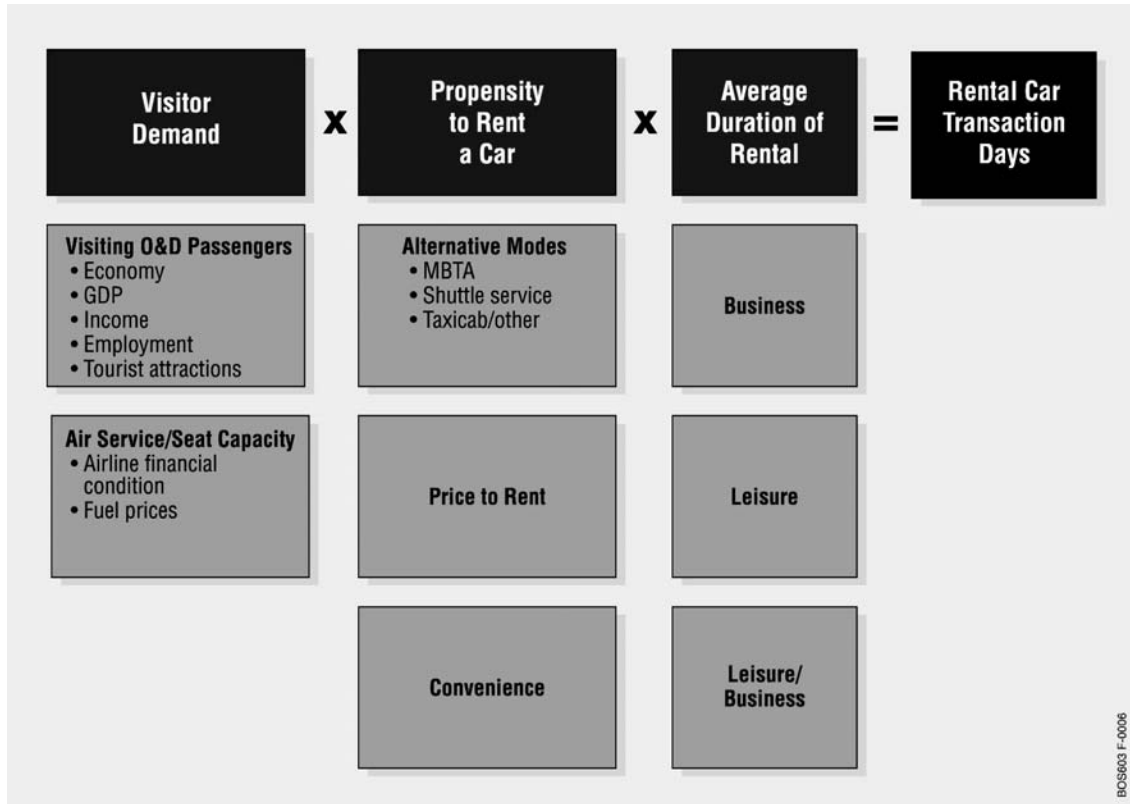 Visitor
Demand
x
Propensity
to Rent
a Car
x
Average
Duration of
Rental
=
Rental Car
Transaction
Days
Visiting O&D Passengers
• Economy
• GDP
• Income
• Employment
• Tourist attractions
Air Service/Seat Capacity
• Airline financial
condition
• Fuel prices
Alternative Modes
• MBTA
• Shuttle service
• Taxicab/other
Price to Rent
Convenience
Business
Leisure
Leisure/
Business
BOS603 F-0006